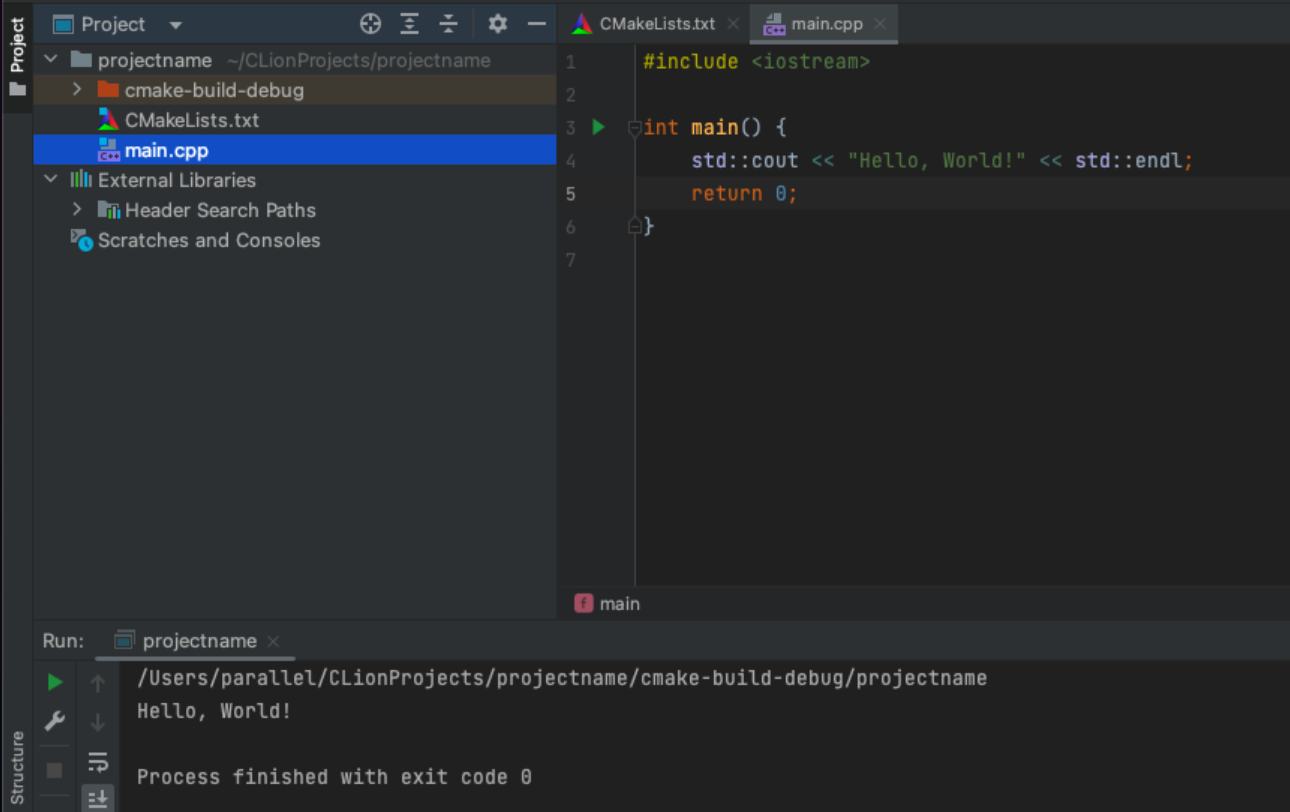 Project
Project
projectname ~/CLionProjects/projectname
cmake-build-debug
CMakeLists.txt
main.cpp
External Libraries
Header Search Paths
Scratches and Consoles
CMakeLists.txt
main.cpp
1 #include <iostream>
2
3 int main() {
4 std::cout << "Hello, World!" << std::endl;
5 return 0;
6 }
7
f main
Run: projectname
/Users/parallel/CLionProjects/projectname/cmake-build-debug/projectname
Hello, World!
Process finished with exit code 0
Structure